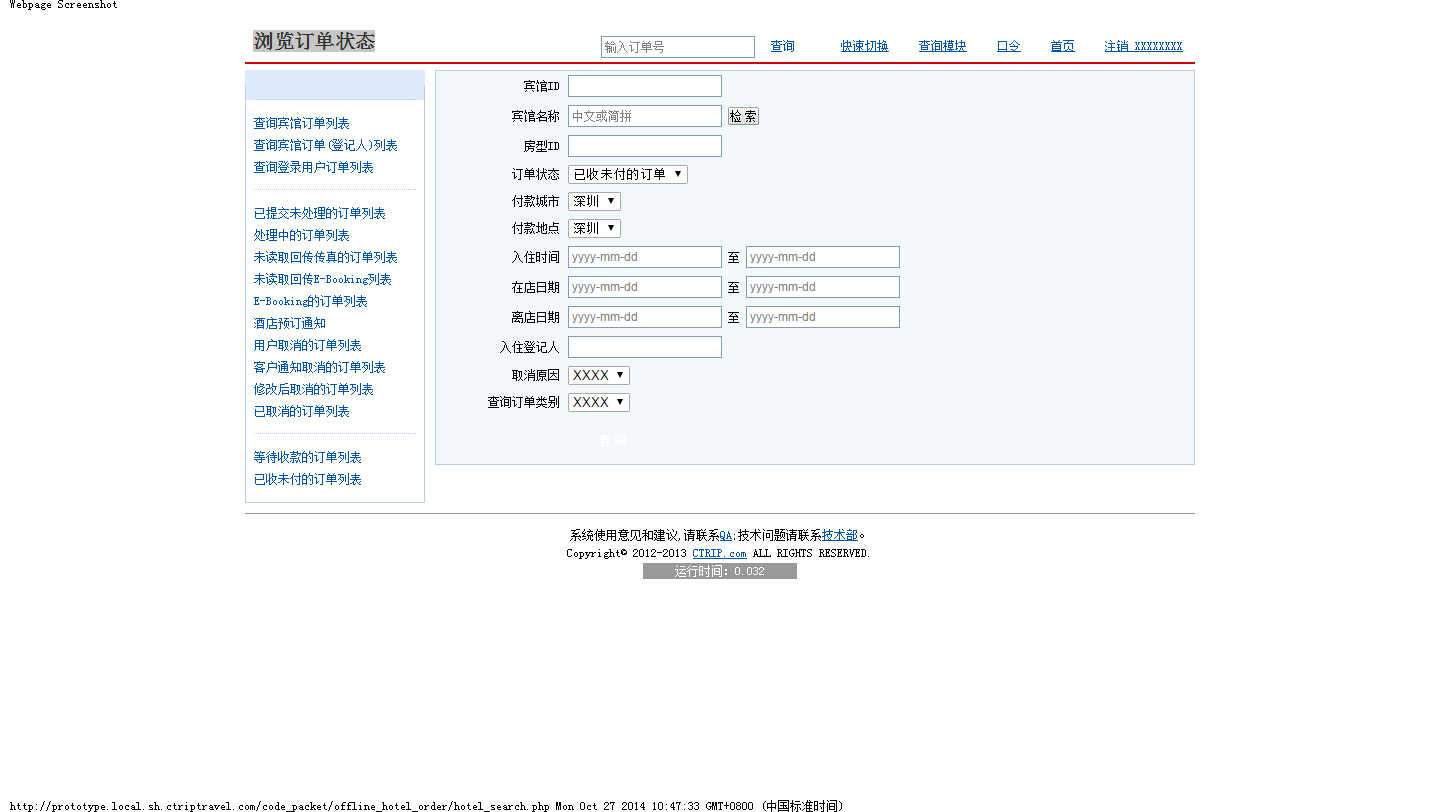 Webpage Screenshot
浏览订单状态
输入订单号 查询 快速切换 查询模块 口令 首页 注销 XXXXXXXX
查询宾馆订单列表
查询宾馆订单(登记人)列表
查询登录用户订单列表
已提交未处理的订单列表
处理中的订单列表
未读取回传传真的订单列表
未读取回传E-Booking列表
E-Booking的订单列表
酒店预订通知
用户取消的订单列表
客户通知取消的订单列表
修改后取消的订单列表
已取消的订单列表
等待收款的订单列表
已收未付的订单列表
宾馆ID
宾馆名称 中文或简拼 检索
房型ID
订单状态 已收未付的订单
付款城市 深圳
付款地点 深圳
入住时间 yyyy-mm-dd 至 yyyy-mm-dd
在店日期 yyyy-mm-dd 至 yyyy-mm-dd
离店日期 yyyy-mm-dd 至 yyyy-mm-dd
入住登记人
取消原因 XXXX
查询订单类别 XXXX
查询
系统使用意见和建议,请联系QA;技术问题请联系技术部。
Copyright© 2012-2013 CTRIP.com ALL RIGHTS RESERVED.
运行时间：0.032
http://prototype.local.sh.ctriptravel.com/code_packet/offline_hotel_order/hotel_search.php Mon Oct 27 2014 10:47:33 GMT+0800 (中国标准时间)